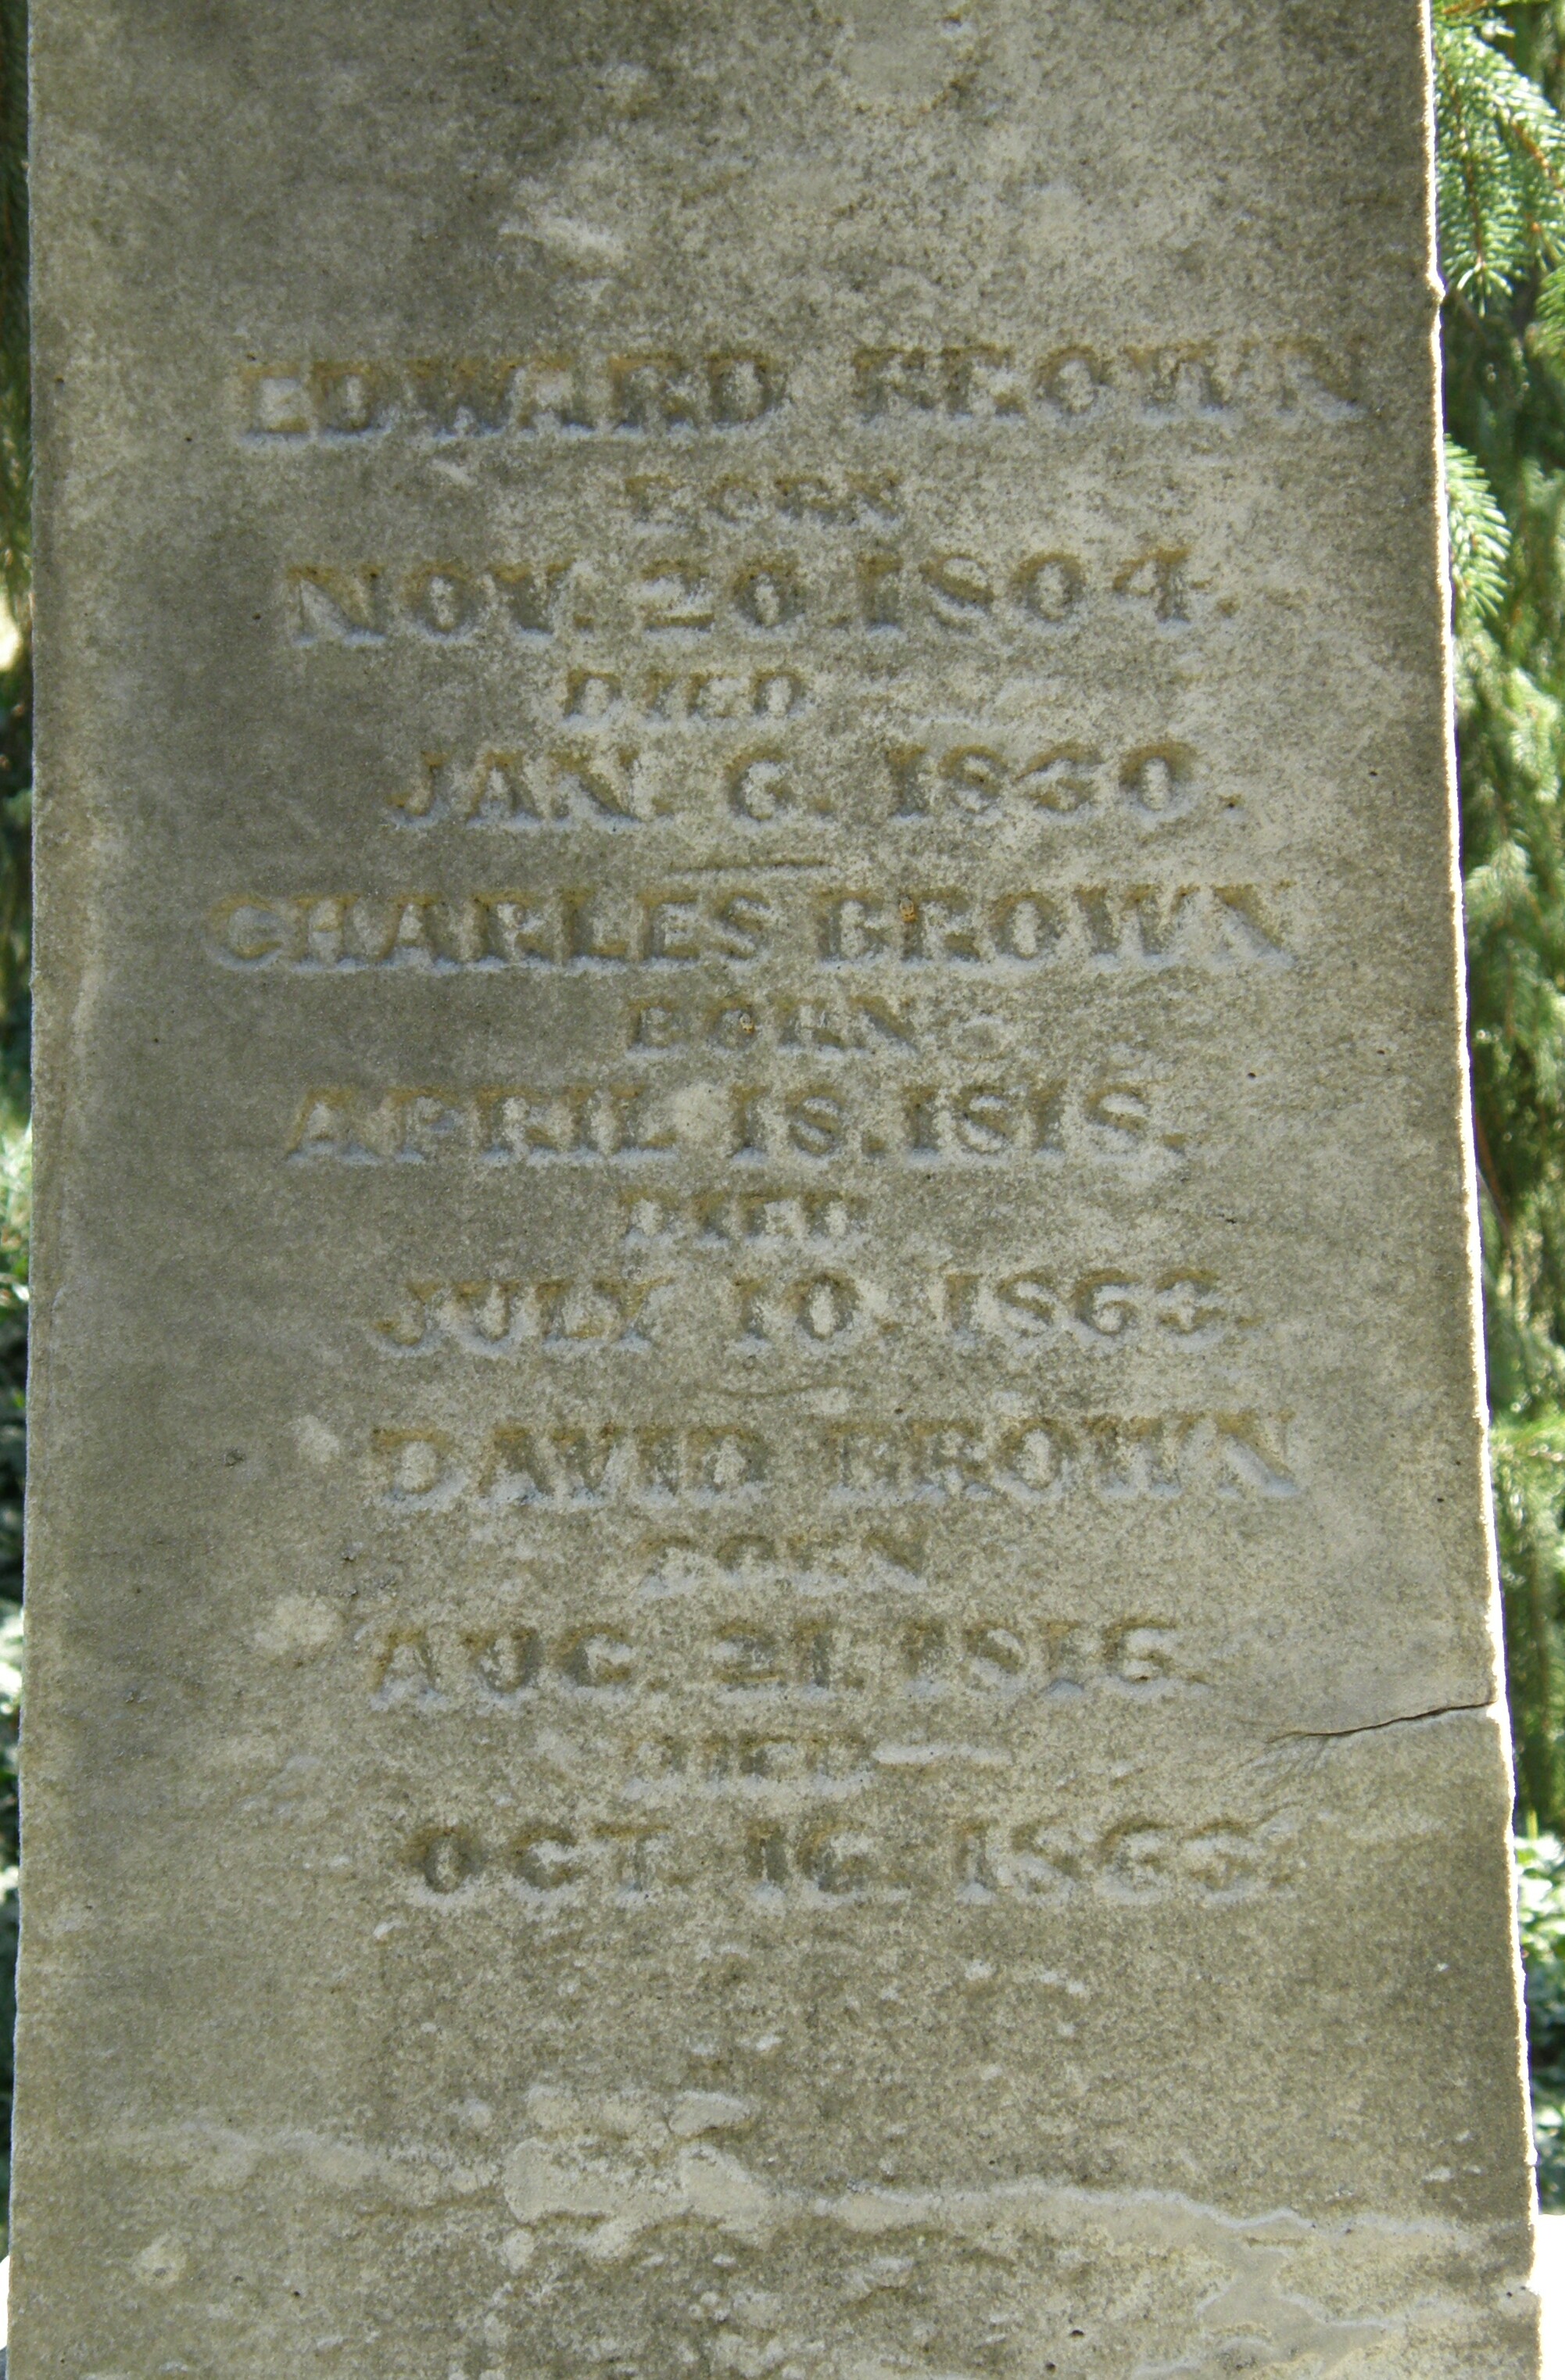 EDWARD BROWN
BORN
NOV. 20. 1804.
DIED
JAN. 6. 1830.
CHARLES BROWN
BORN
APRIL 18. 1818.
DIED
JULY 10. 1863.
DAVID BROWN
BORN
AUG. 21. 1816.
DIED
OCT. 16. 1863.